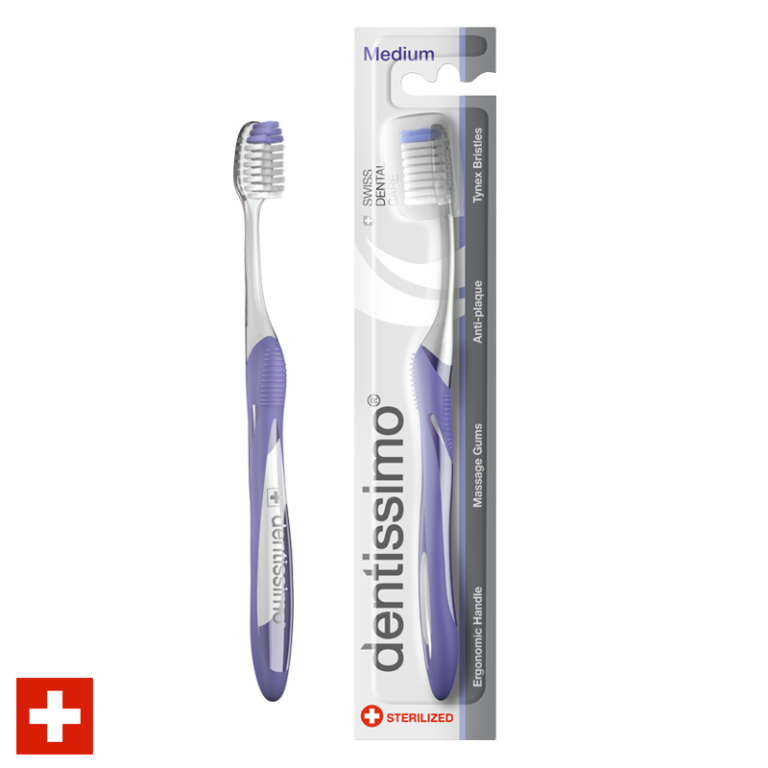 Medium
SWISS
DENTAL
CARE
Tynex Bristles
Anti-plaque
Massage Gums
Ergonomic Handle
dentissimo®
STERILIZED
dentissimo